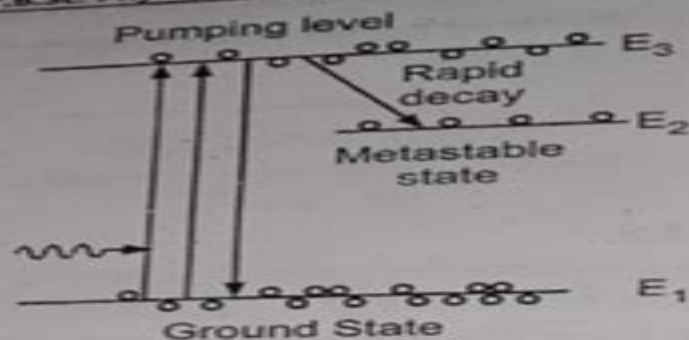 Pumping level
E3
Rapid
decay
E2
Metastable
state
E1
Ground State